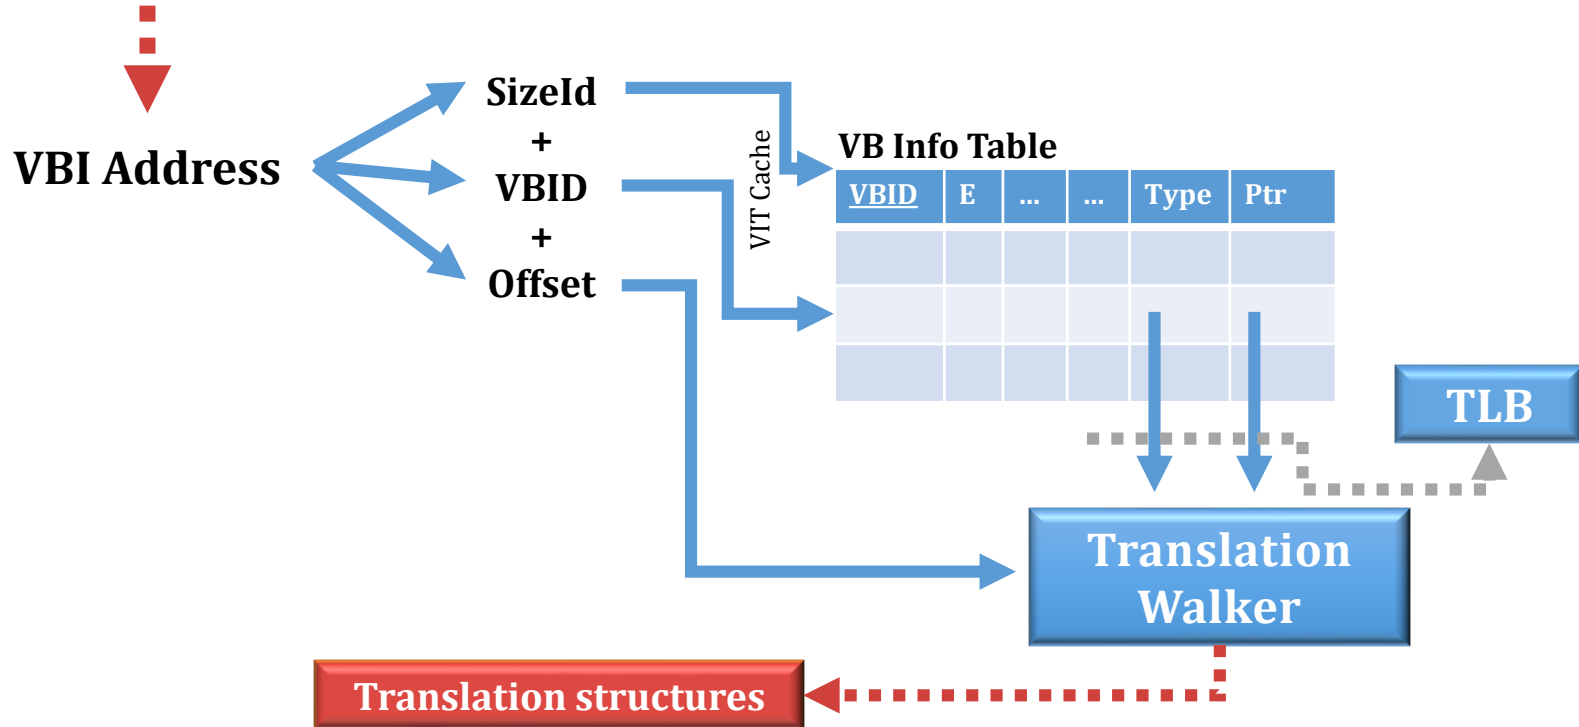 SizeId
+
VBI Address
VBID
+
Offset
VIT Cache
VB Info Table
VBID E ... ... Type Ptr
TLB
Translation
Walker
Translation structures